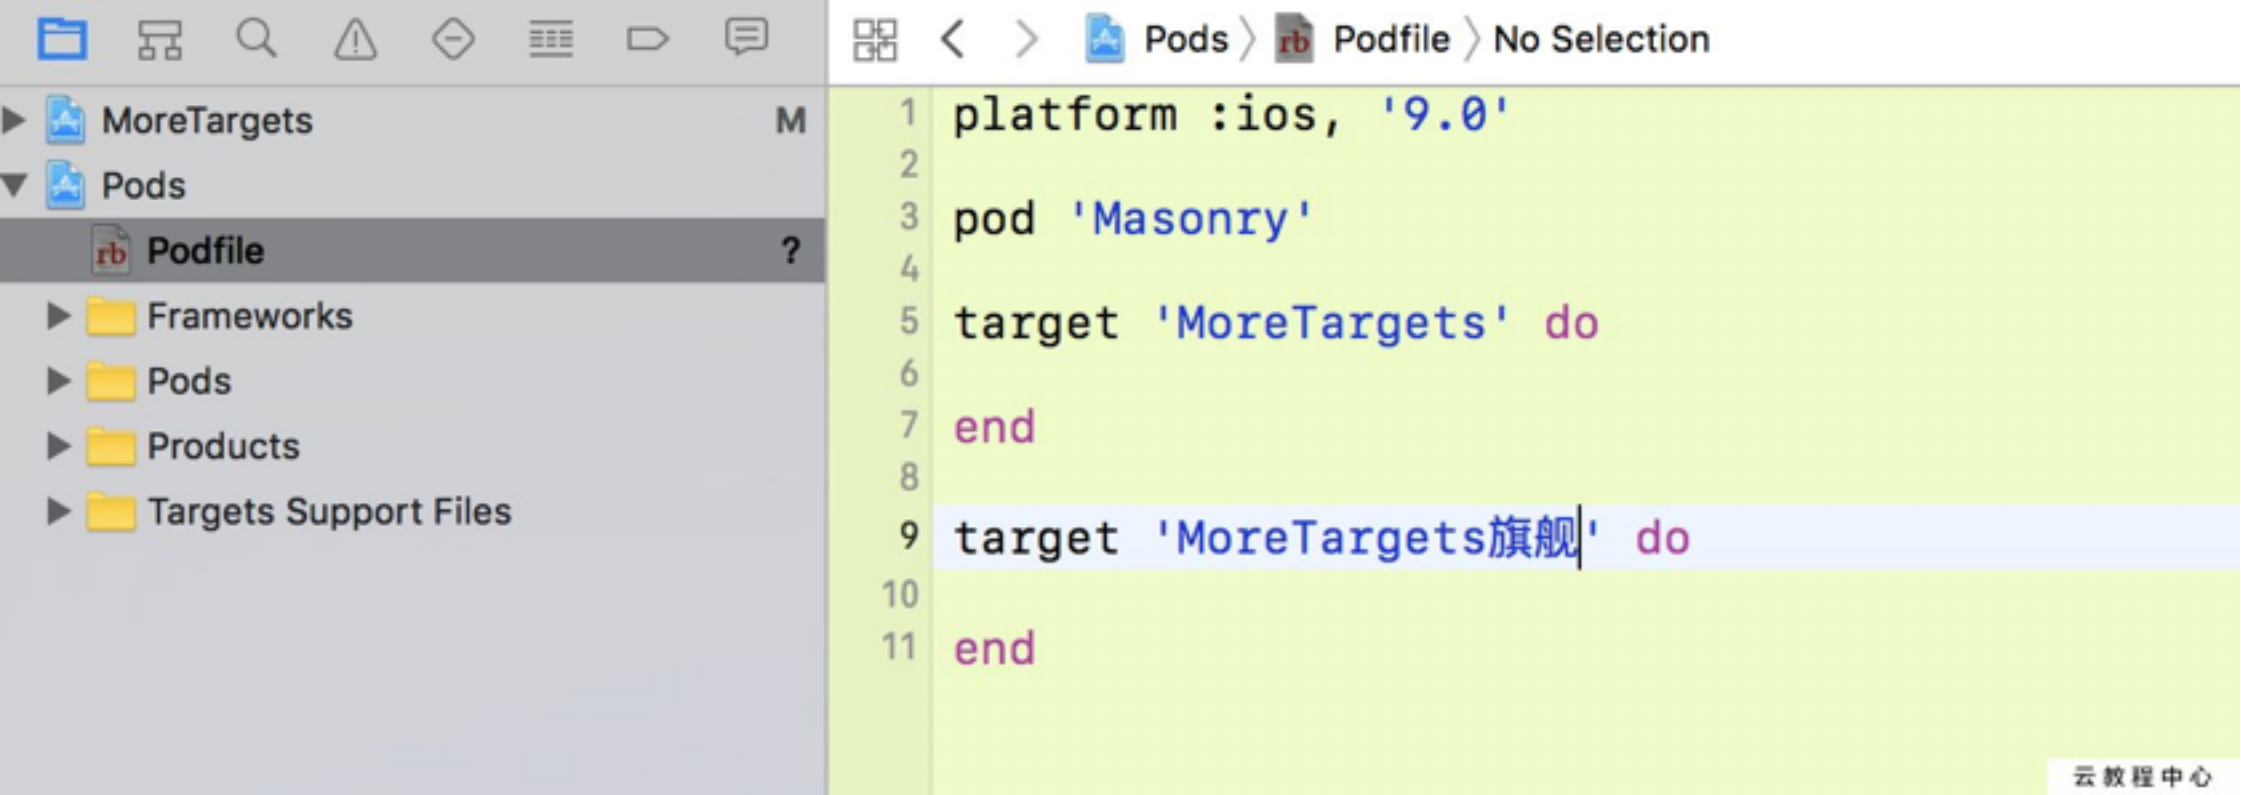 Pods 〉 rb Podfile 〉 No Selection
MoreTargets M
Pods
rb Podfile ?
Frameworks
Pods
Products
Targets Support Files
1 platform :ios, '9.0'
2
3 pod 'Masonry'
4
5 target 'MoreTargets' do
6
7 end
8
9 target 'MoreTargets旗舰' do
10
11 end
云教程中心